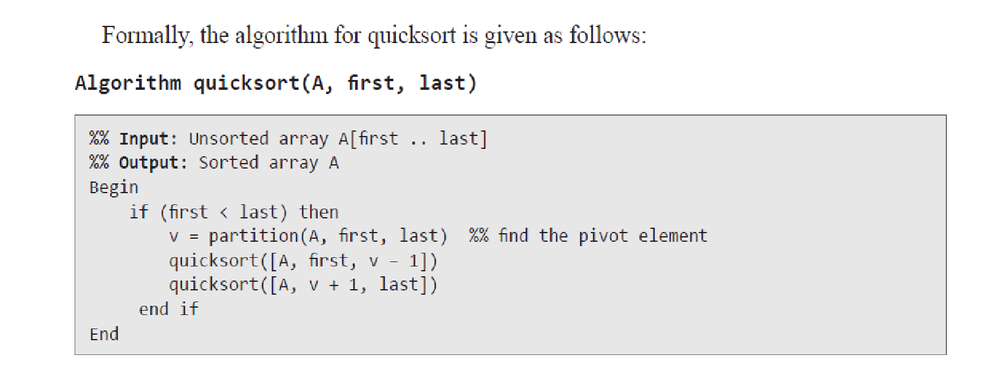 Formally, the algorithm for quicksort is given as follows:
Algorithm quicksort(A, first, last)
%% Input: Unsorted array A[first .. last]
%% Output: Sorted array A
Begin
if (first < last) then
v = partition(A, first, last) %% find the pivot element
quicksort([A, first, v – 1])
quicksort([A, v + 1, last])
end if
End